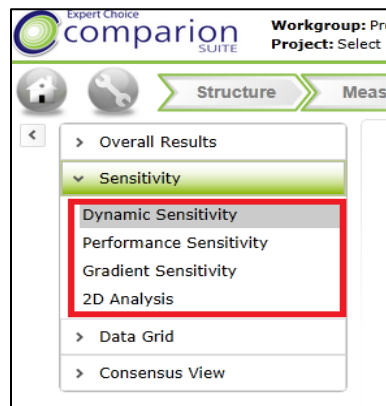 Expert Choice
comparion
SUITE
Workgroup: Pr
Project: Select
Structure
Meas
Overall Results
Sensitivity
Dynamic Sensitivity
Performance Sensitivity
Gradient Sensitivity
2D Analysis
Data Grid
Consensus View